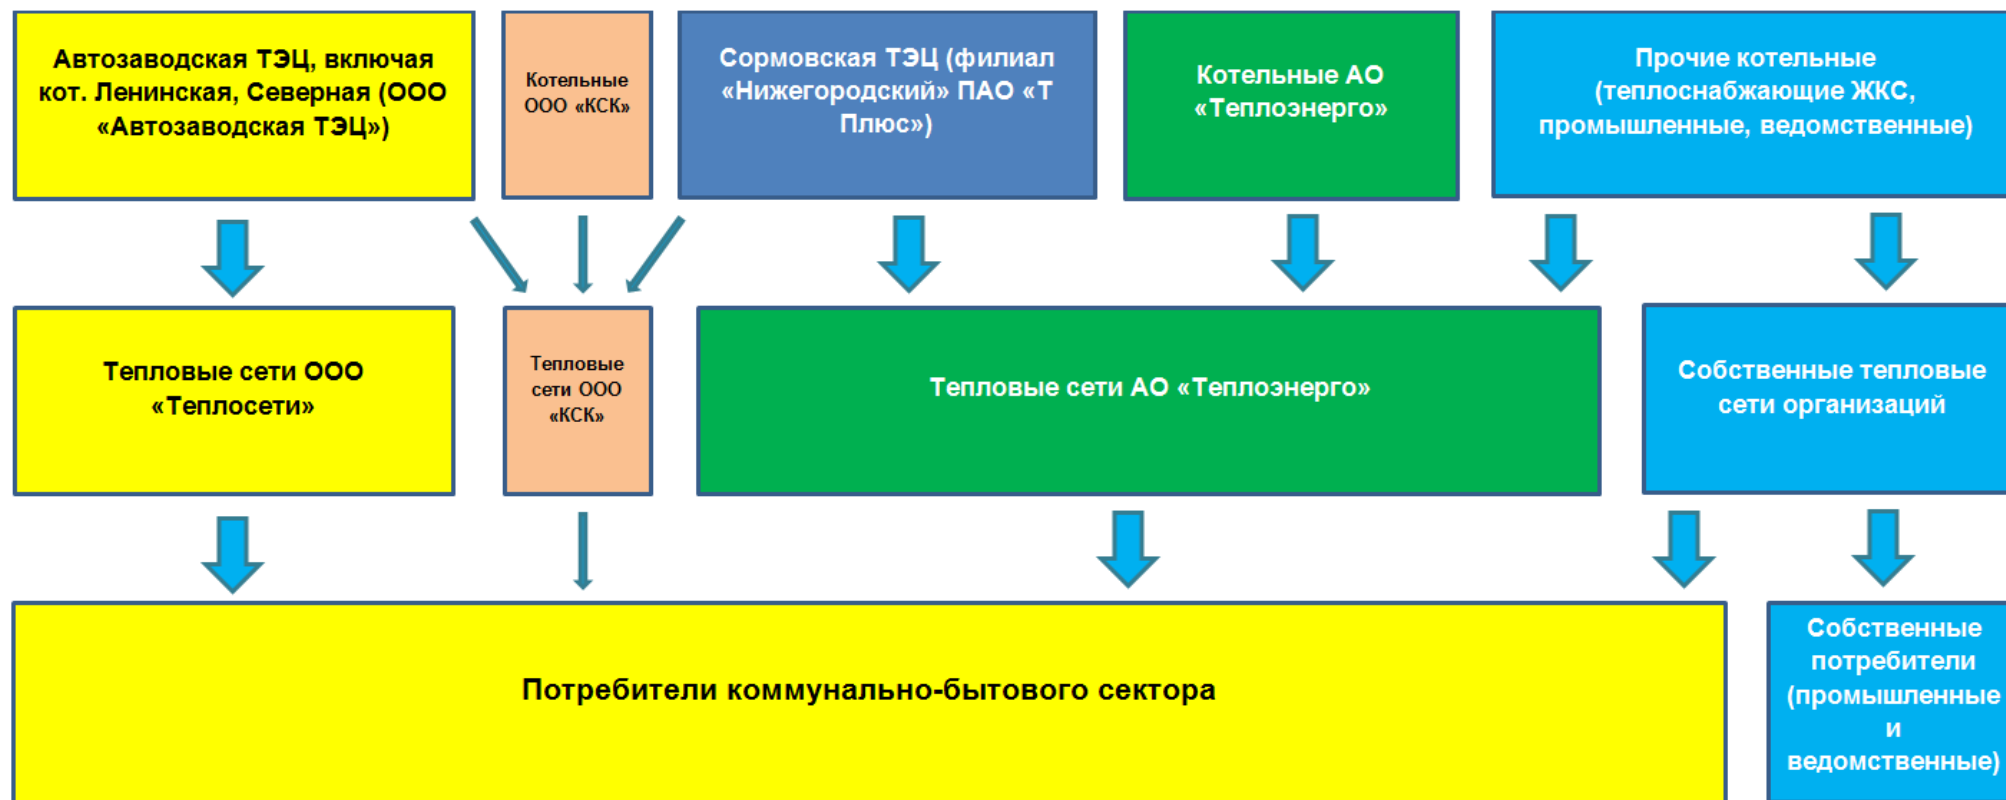 Автозаводская ТЭЦ, включая
кот. Ленинская, Северная (ООО
«Автозаводская ТЭЦ»)
Котельные
ООО «КСК»
Сормовская ТЭЦ (филиал
«Нижегородский» ПАО «Т
Плюс»)
Котельные АО
«Теплоэнерго»
Прочие котельные
(теплоснабжающие ЖКС,
промышленные, ведомственные)
Тепловые сети ООО
«Теплосети»
Тепловые
сети ООО
«КСК»
Тепловые сети АО «Теплоэнерго»
Собственные тепловые
сети организаций
Потребители коммунально-бытового сектора
Собственные
потребители
(промышленные
и
ведомственные)